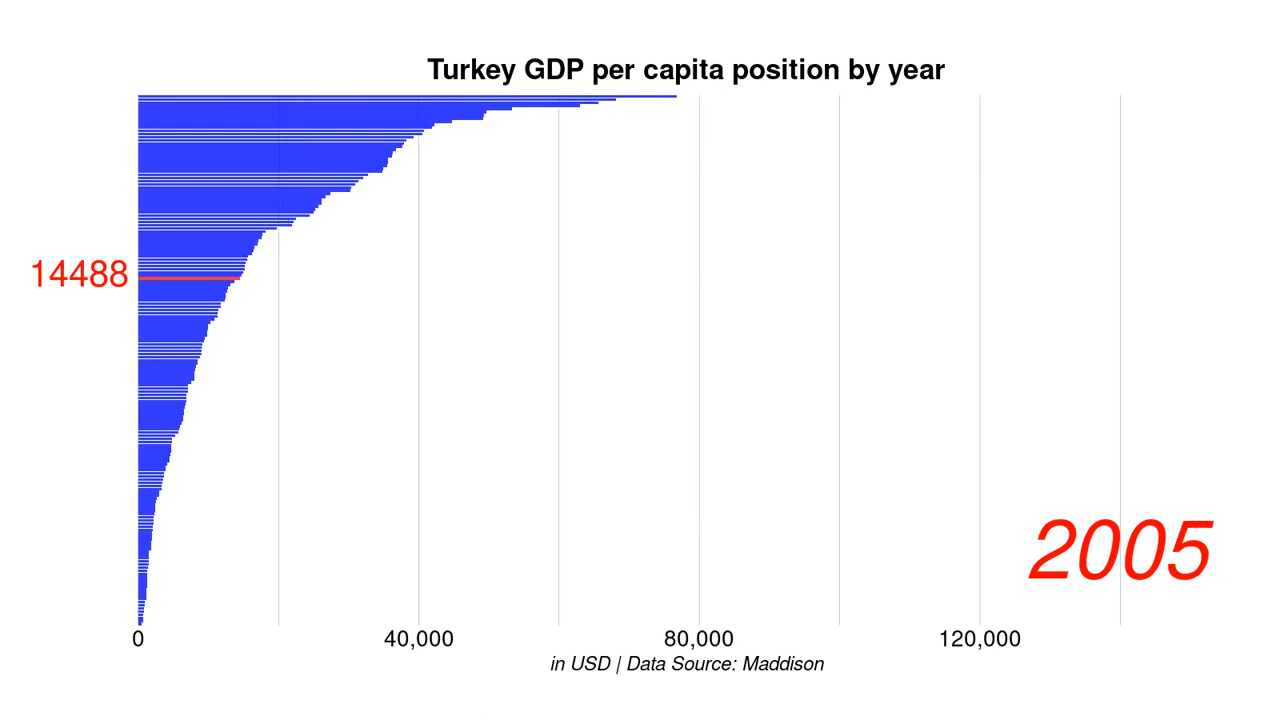 Turkey GDP per capita position by year
14488
2005
0 40,000 80,000 120,000
in USD | Data Source: Maddison